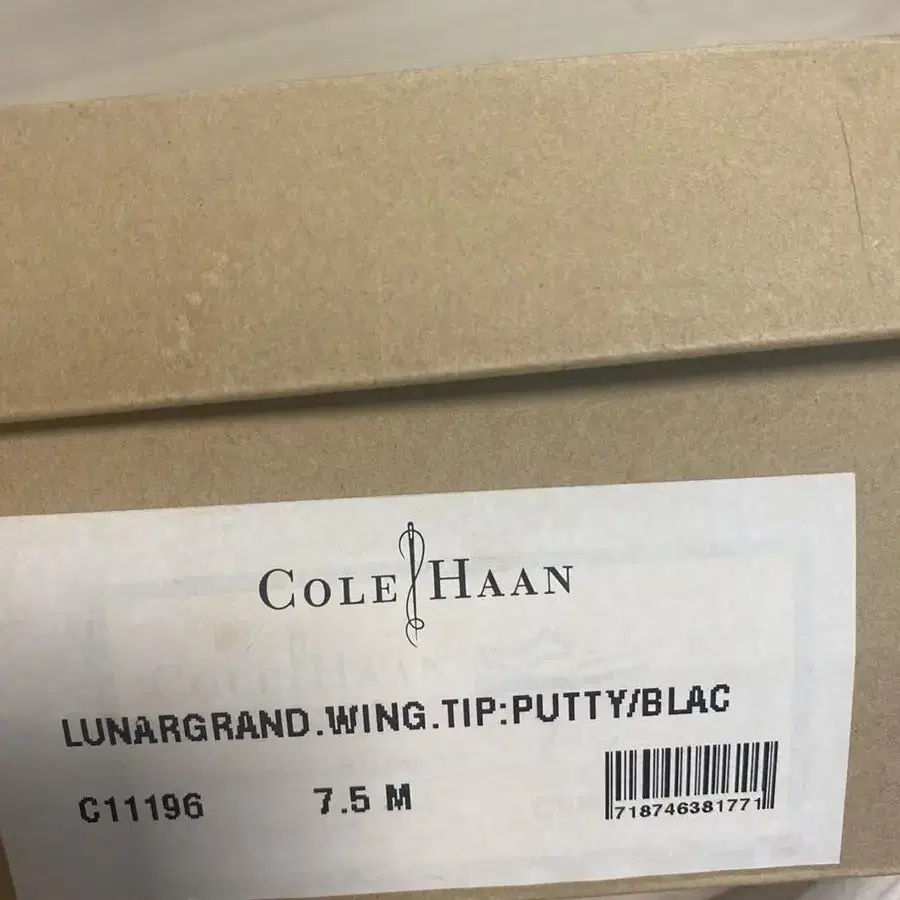 COLE HAAN
LUNARGRAND.WING.TIP:PUTTY/BLAC
C11196 7.5 M
718746381771